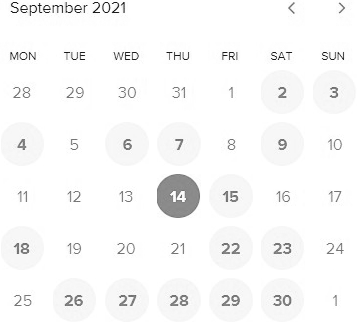 September 2021
MON TUE WED THU FRI SAT SUN
28 29 30 31 1 2 3
4 5 6 7 8 9 10
11 12 13 14 15 16 17
18 19 20 21 22 23 24
25 26 27 28 29 30 1